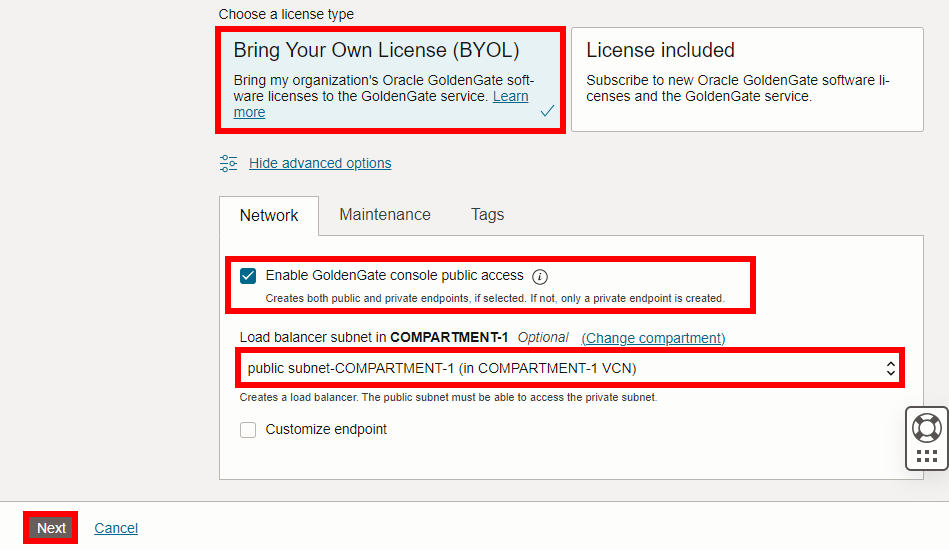 Choose a license type
Bring Your Own License (BYOL)
Bring my organization's Oracle GoldenGate soft-
ware licenses to the GoldenGate service. Learn
more
License included
Subscribe to new Oracle GoldenGate software li-
censes and the GoldenGate service.
Hide advanced options
Network
Maintenance
Tags
Enable GoldenGate console public access
Creates both public and private endpoints, if selected. If not, only a private endpoint is created.
Load balancer subnet in COMPARTMENT-1 Optional (Change compartment)
public subnet-COMPARTMENT-1 (in COMPARTMENT-1 VCN)
Creates a load balancer. The public subnet must be able to access the private subnet.
Customize endpoint
Next
Cancel